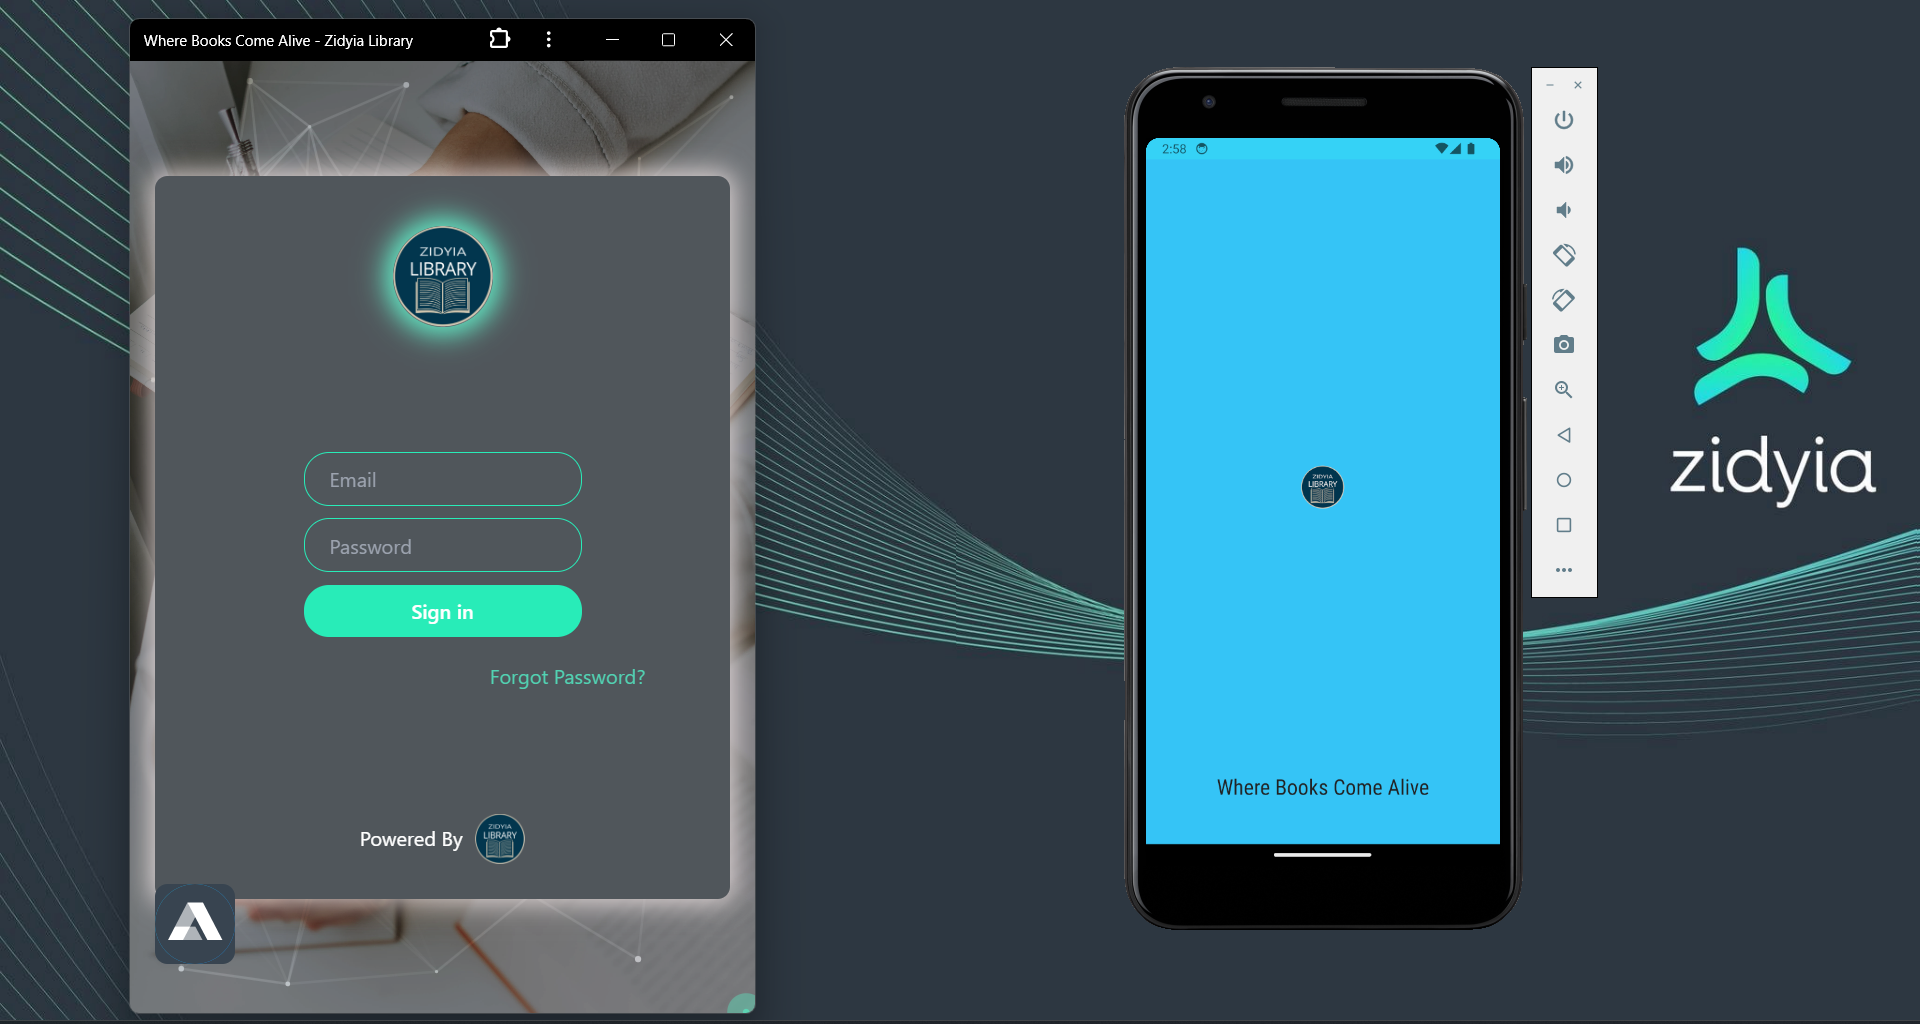 Where Books Come Alive - Zidyia Library
ZIDYIA
LIBRARY
Email
Password
Sign in
Forgot Password?
Powered By
ZIDYIA
LIBRARY
2:58
ZIDYIA
LIBRARY
Where Books Come Alive
zidyia